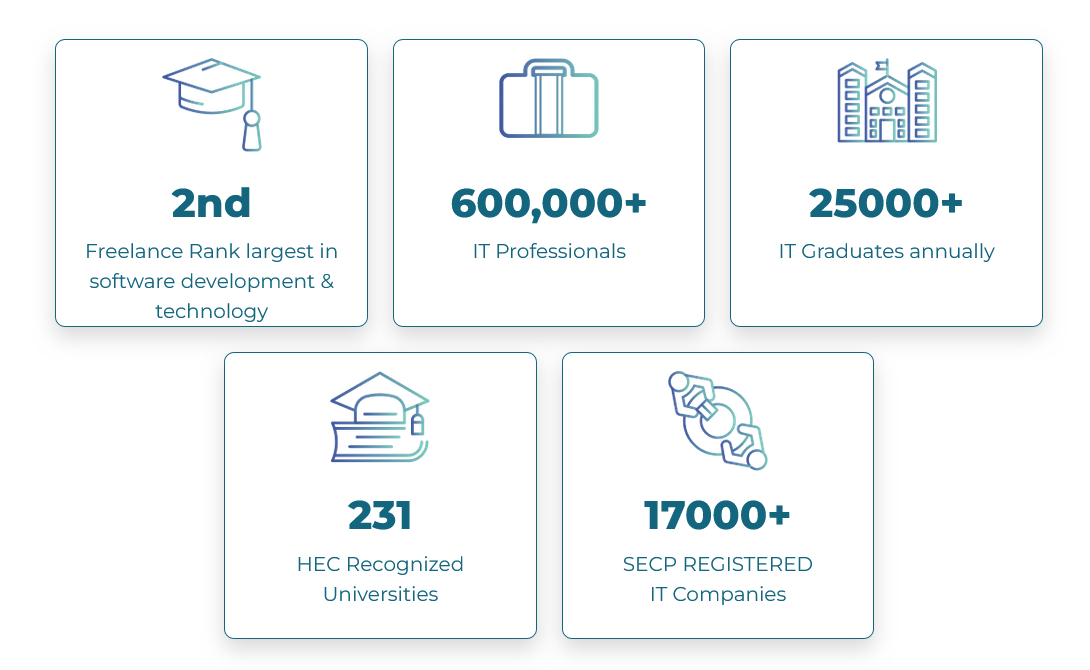 2nd
Freelance Rank largest in
software development &
technology
600,000+
IT Professionals
25000+
IT Graduates annually
231
HEC Recognized
Universities
17000+
SECP REGISTERED
IT Companies